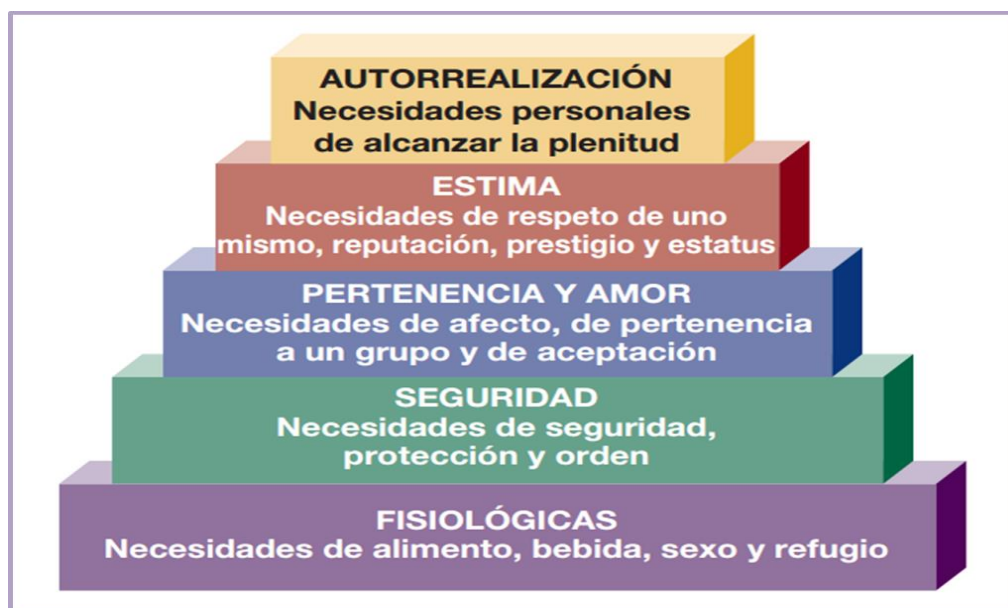 AUTORREALIZACIÓN
Necesidades personales
de alcanzar la plenitud
ESTIMA
Necesidades de respeto de uno
mismo, reputación, prestigio y estatus
PERTENENCIA Y AMOR
Necesidades de afecto, de pertenencia
a un grupo y de aceptación
SEGURIDAD
Necesidades de seguridad,
protección y orden
FISIOLÓGICAS
Necesidades de alimento, bebida, sexo y refugio